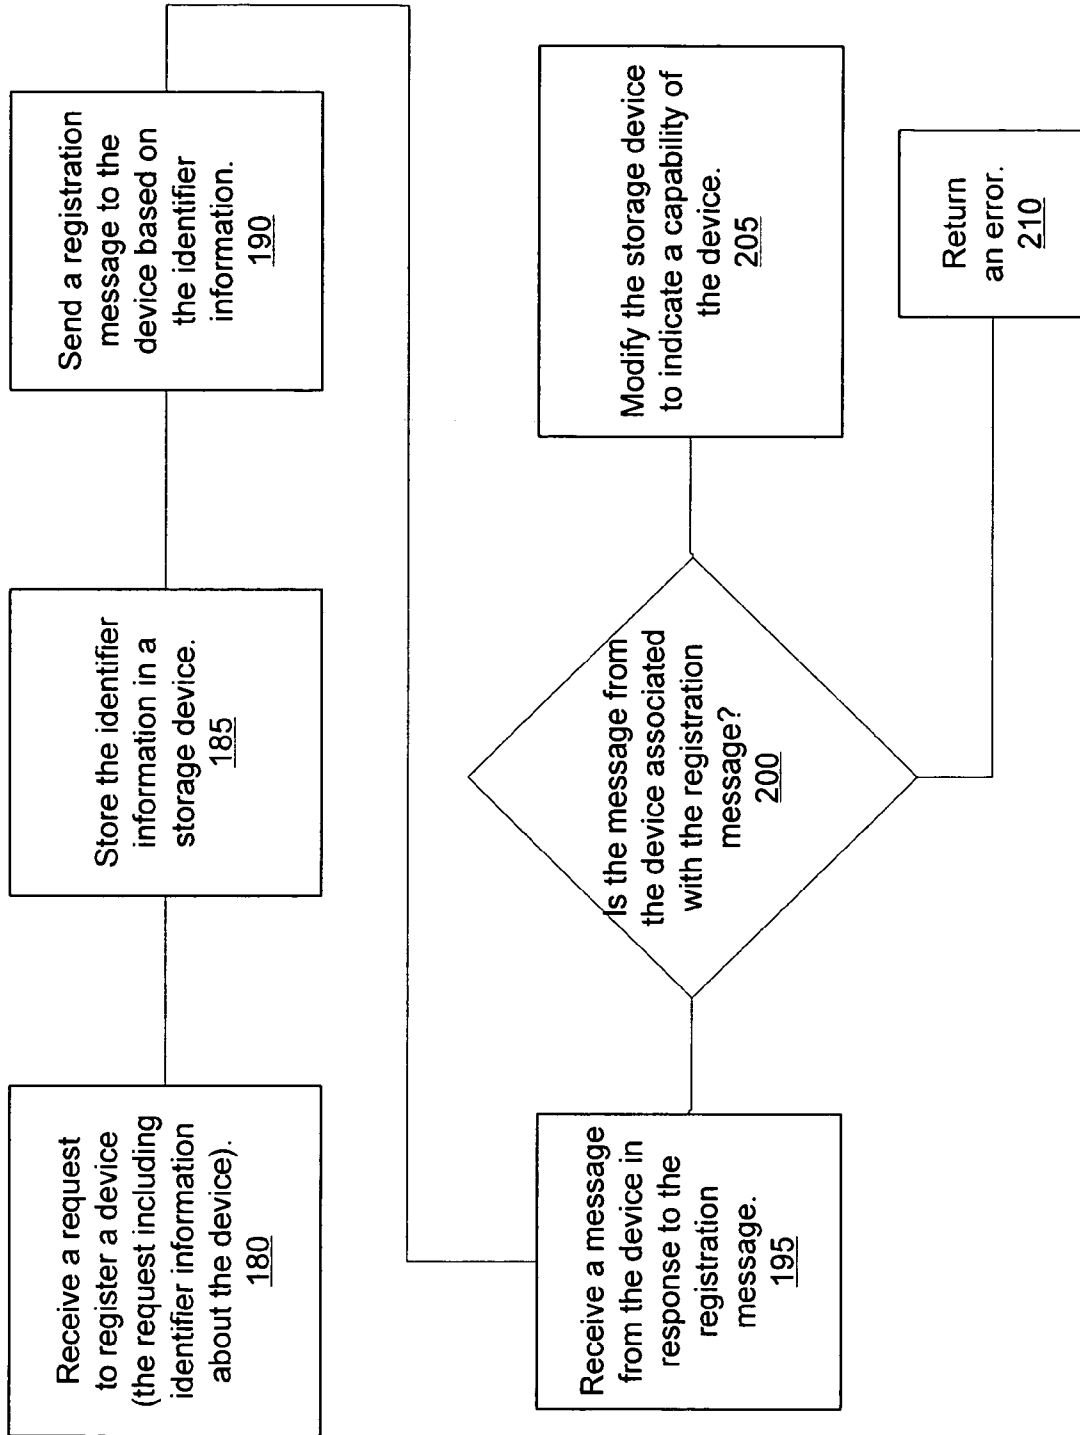 Receive a request
to register a device
(the request including
identifier information
about the device).
180
Store the identifier
information in a
storage device.
185
Send a registration
message to the
device based on
the identifier
information.
190
Receive a message
from the device in
response to the
registration
message.
195
Is the message from
the device associated
with the registration
message?
200
Modify the storage device
to indicate a capability of
the device.
205
Return
an error.
210